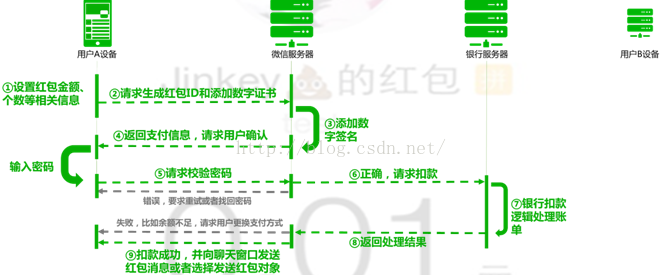 用户A设备
微信服务器
银行服务器
用户B设备
Jinkey
的红包
拼
①设置红包金额、
个数等相关信息
②请求生成红包ID和添加数字证书
③添加数
字签名
④返回支付信息，请求用户确认
http://blog.csdn.net/
输入密码
⑤请求校验密码
⑥正确，请求扣款
错误，要求重试或者找回密码
⑦银行扣款
逻辑处理账
单
失败，比如余额不足，请求用户更换支付方式
⑧返回处理结果
0.01
⑨扣款成功，并向聊天窗口发送
红包消息或者选择发送红包对象